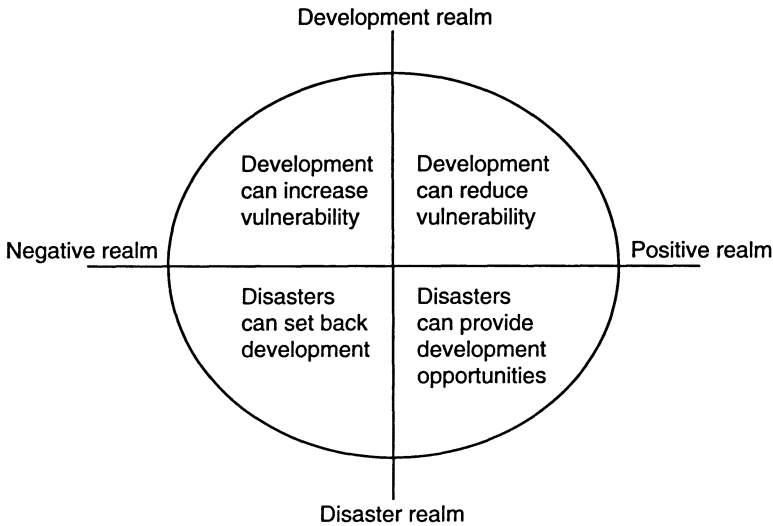 Development realm
Development
can increase
vulnerability
Development
can reduce
vulnerability
Negative realm
Positive realm
Disasters
can set back
development
Disasters
can provide
development
opportunities
Disaster realm